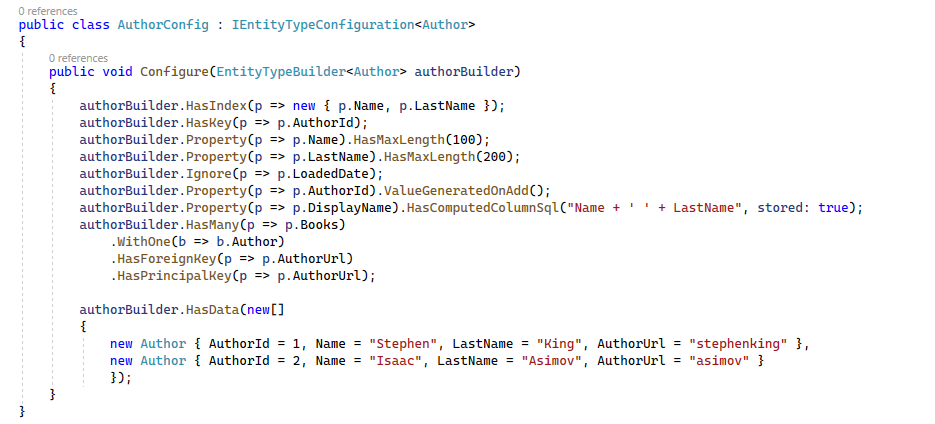 0 references
public class AuthorConfig : IEntityTypeConfiguration<Author>
{
0 references
public void Configure(EntityTypeBuilder<Author> authorBuilder)
{
authorBuilder.HasIndex(p => new { p.Name, p.LastName });
authorBuilder.HasKey(p => p.AuthorId);
authorBuilder.Property(p => p.Name).HasMaxLength(100);
authorBuilder.Property(p => p.LastName).HasMaxLength(200);
authorBuilder.Ignore(p => p.LoadedDate);
authorBuilder.Property(p => p.AuthorId).ValueGeneratedOnAdd();
authorBuilder.Property(p => p.DisplayName).HasComputedColumnSql("Name + ' ' + LastName", stored: true);
authorBuilder.HasMany(p => p.Books)
.WithOne(b => b.Author)
.HasForeignKey(p => p.AuthorUrl)
.HasPrincipalKey(p => p.AuthorUrl);
authorBuilder.HasData(new[]
{
new Author { AuthorId = 1, Name = "Stephen", LastName = "King", AuthorUrl = "stephenking" },
new Author { AuthorId = 2, Name = "Isaac", LastName = "Asimov", AuthorUrl = "asimov" }
});
}
}